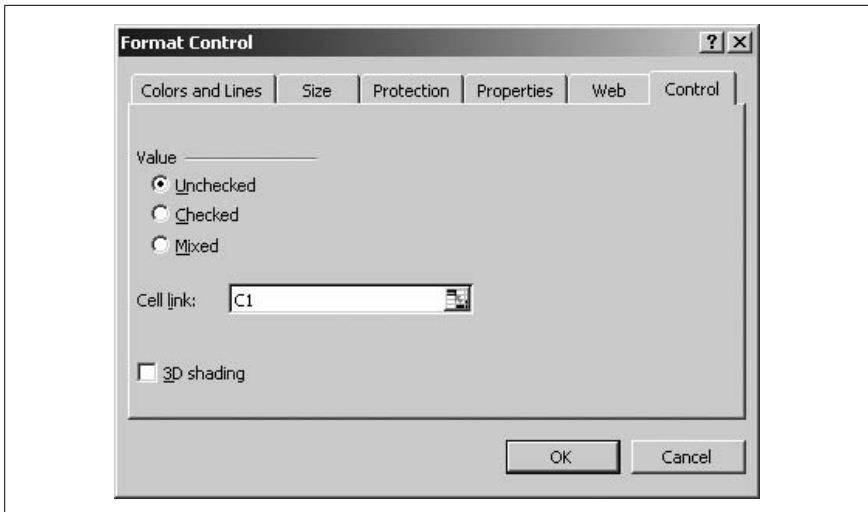 Format Control
Colors and Lines Size Protection Properties Web Control
Value
Unchecked
Checked
Mixed
Cell link: C1
3D shading
OK Cancel